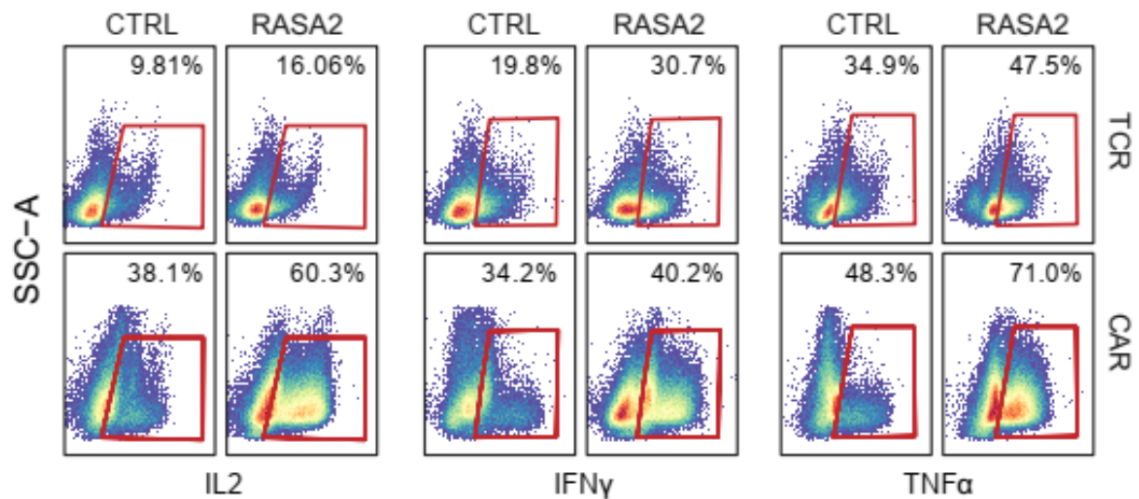 CTRL RASA2 CTRL RASA2 CTRL RASA2
9.81% 16.06% 19.8% 30.7% 34.9% 47.5%
TCR
SSC-A
38.1% 60.3% 34.2% 40.2% 48.3% 71.0%
CAR
IL2 IFNγ TNFα